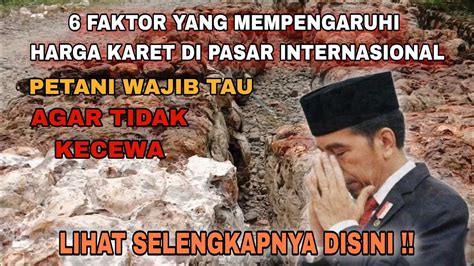 6 FAKTOR YANG MEMPENGARUHI
HARGA KARET DI PASAR INTERNASIONAL
PETANI WAJIB TAU
AGAR TIDAK
KECEWA
LIHAT SELENGKAPNYA DISINI !!